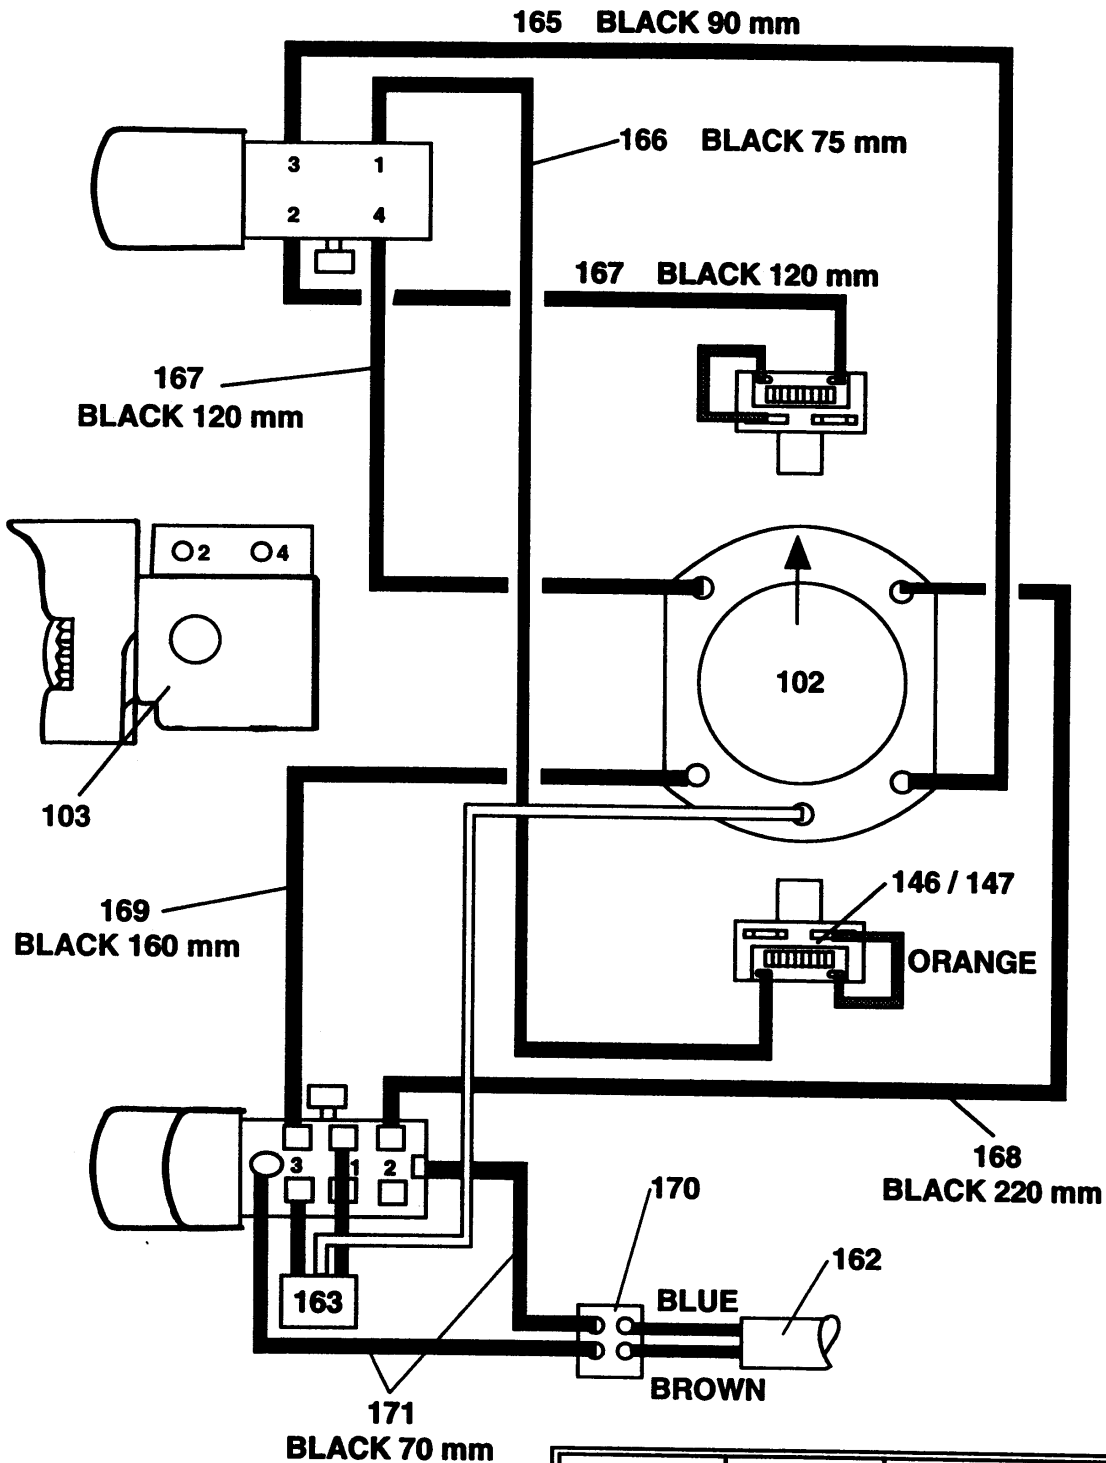 165 BLACK 90 mm
166 BLACK 75 mm
3 1
2 4
167 BLACK 120 mm
167
BLACK 120 mm
2 4
102
103
146 / 147
169
BLACK 160 mm
ORANGE
3 1 2
168
BLACK 220 mm
170
162
163
BLUE
BROWN
171
BLACK 70 mm